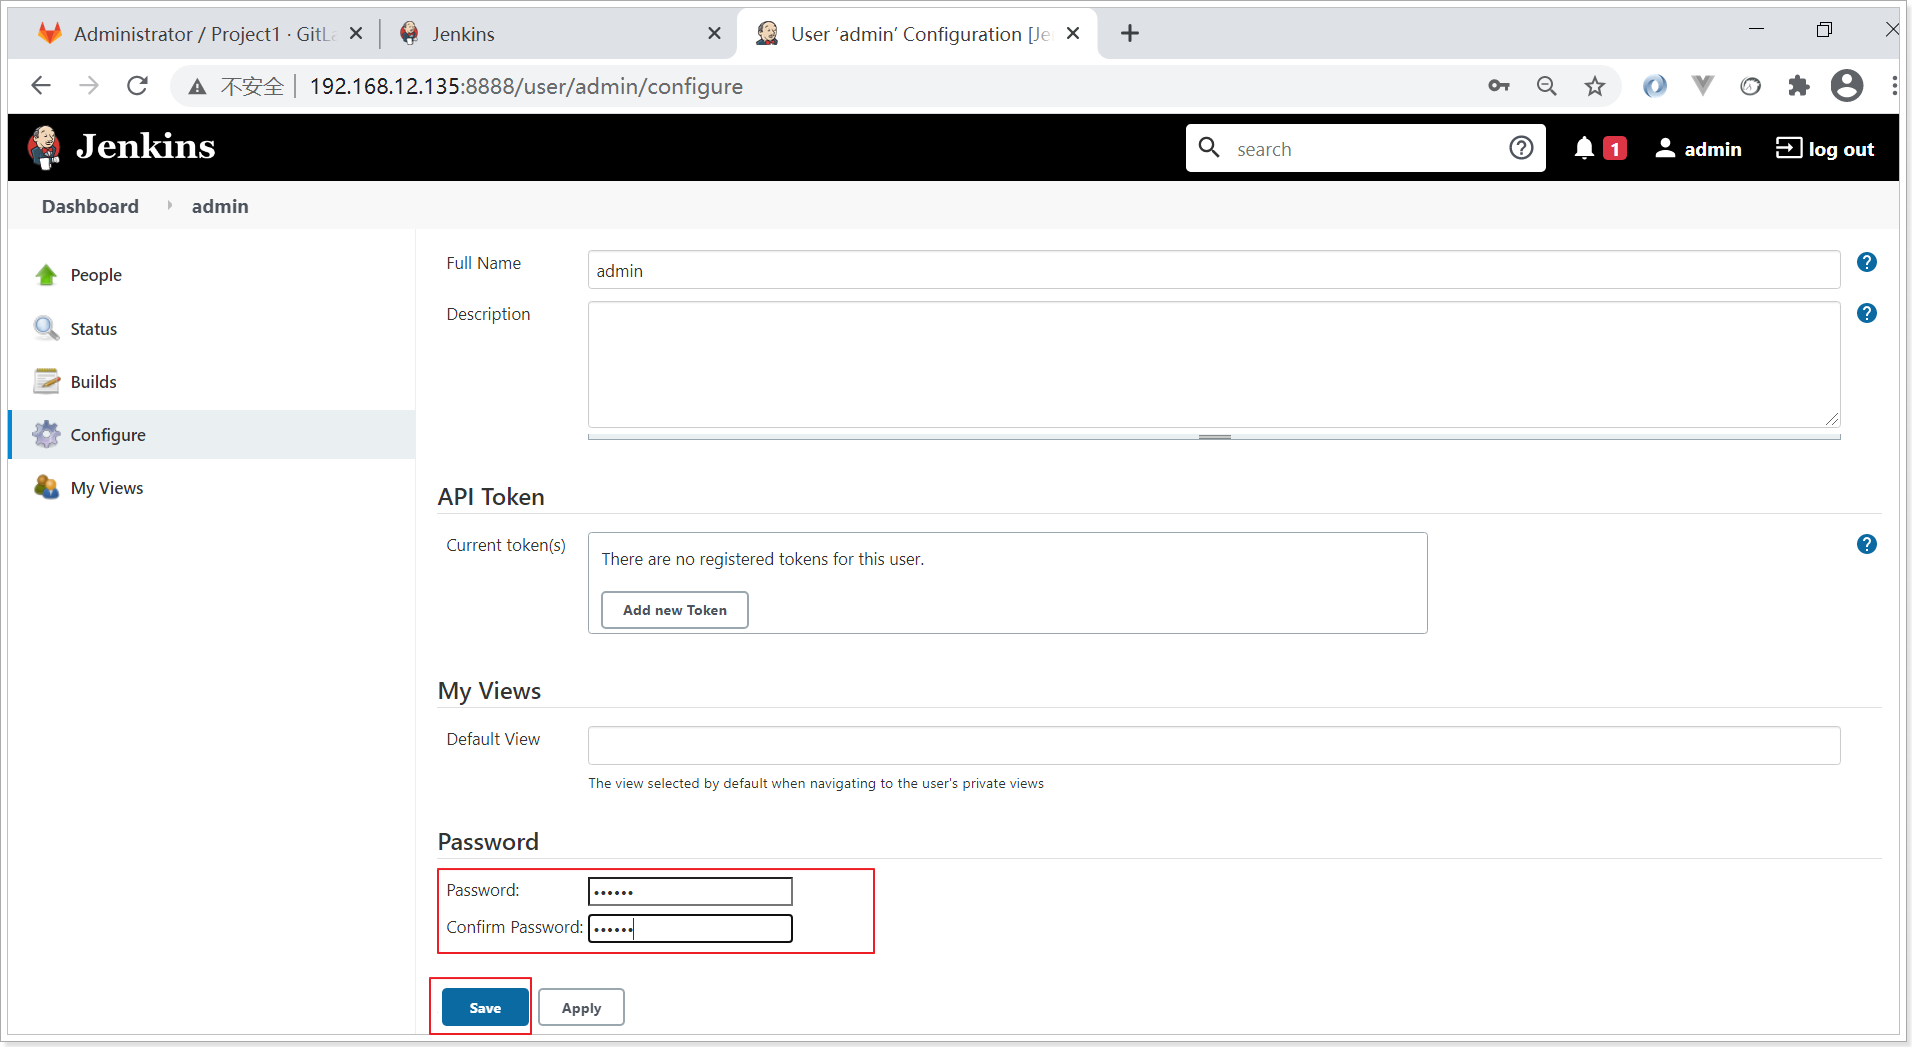 Administrator / Project1 · GitLa
Jenkins
User ‘admin’ Configuration [Je
不安全
192.168.12.135:8888/user/admin/configure
Jenkins
search
1
admin
log out
Dashboard
admin
People
Status
Builds
Configure
My Views
Full Name
admin
Description
API Token
Current token(s)
There are no registered tokens for this user.
Add new Token
My Views
Default View
The view selected by default when navigating to the user's private views
Password
Password:
••••••
Confirm Password:
••••••
Save
Apply